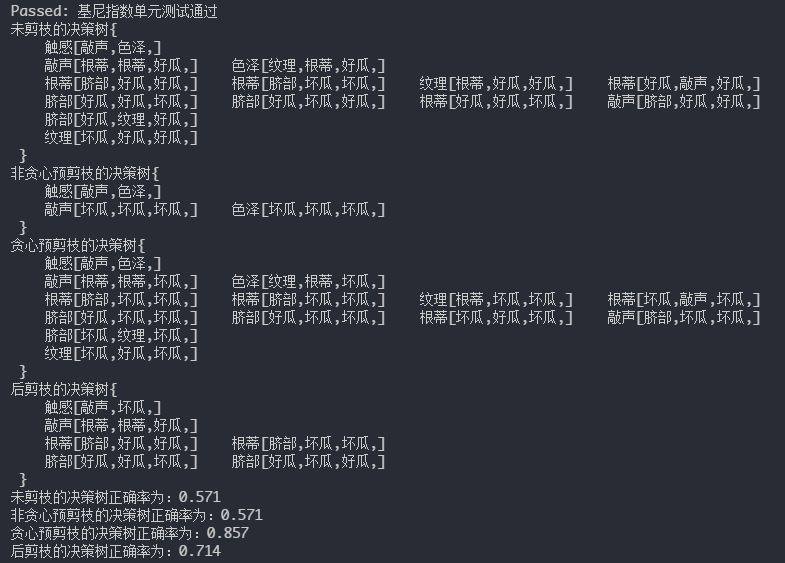 Passed: 基尼指数单元测试通过
未剪枝的决策树{
    触感[敲声,色泽,]
    敲声[根蒂,根蒂,好瓜,]    色泽[纹理,根蒂,好瓜,]
    根蒂[脐部,好瓜,好瓜,]    根蒂[脐部,坏瓜,坏瓜,]    纹理[根蒂,好瓜,好瓜,]    根蒂[好瓜,敲声,好瓜,]
    脐部[好瓜,好瓜,坏瓜,]    脐部[好瓜,坏瓜,好瓜,]    根蒂[好瓜,好瓜,坏瓜,]    敲声[脐部,好瓜,好瓜,]
    脐部[好瓜,纹理,好瓜,]
    纹理[坏瓜,好瓜,好瓜,]
 }
非贪心预剪枝的决策树{
    触感[敲声,色泽,]
    敲声[坏瓜,坏瓜,坏瓜,]    色泽[坏瓜,坏瓜,坏瓜,]
 }
贪心预剪枝的决策树{
    触感[敲声,色泽,]
    敲声[根蒂,根蒂,坏瓜,]    色泽[纹理,根蒂,坏瓜,]
    根蒂[脐部,坏瓜,坏瓜,]    根蒂[脐部,坏瓜,坏瓜,]    纹理[根蒂,坏瓜,坏瓜,]    根蒂[坏瓜,敲声,坏瓜,]
    脐部[好瓜,坏瓜,坏瓜,]    脐部[好瓜,坏瓜,坏瓜,]    根蒂[坏瓜,好瓜,坏瓜,]    敲声[脐部,坏瓜,坏瓜,]
    脐部[坏瓜,纹理,坏瓜,]
    纹理[坏瓜,好瓜,坏瓜,]
 }
后剪枝的决策树{
    触感[敲声,坏瓜,]
    敲声[根蒂,根蒂,好瓜,]
    根蒂[脐部,好瓜,好瓜,]    根蒂[脐部,坏瓜,坏瓜,]
    脐部[好瓜,好瓜,坏瓜,]    脐部[好瓜,坏瓜,好瓜,]
 }
未剪枝的决策树正确率为：0.571
非贪心预剪枝的决策树正确率为：0.571
贪心预剪枝的决策树正确率为：0.857
后剪枝的决策树正确率为：0.714